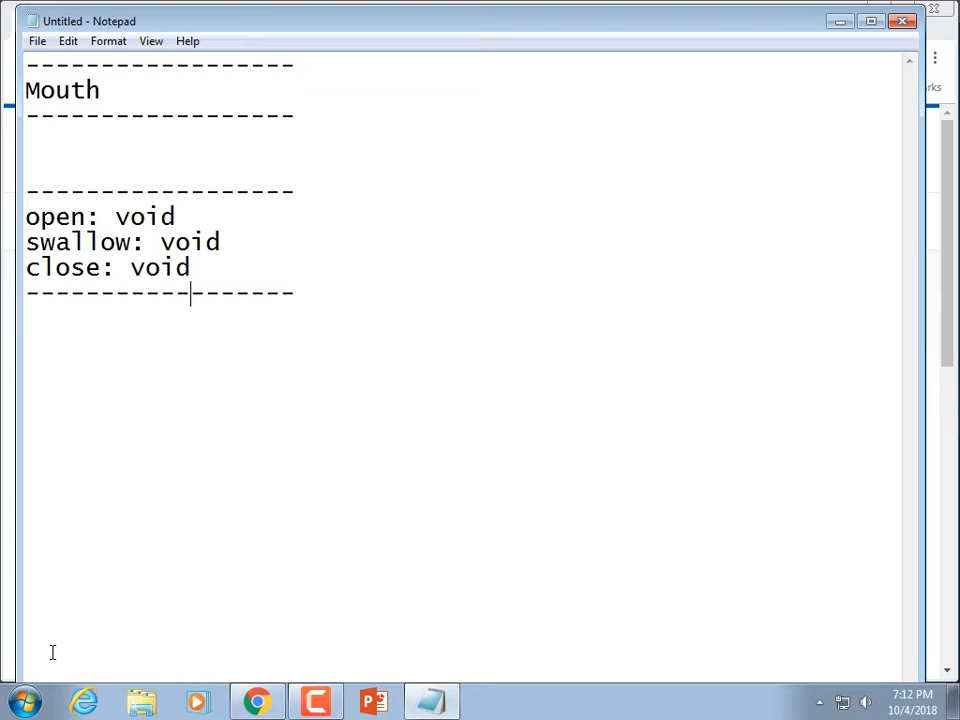 Untitled - Notepad
File Edit Format View Help
------------------
Mouth
------------------
------------------
open: void
swallow: void
close: void
------------------
7:12 PM
10/4/2018